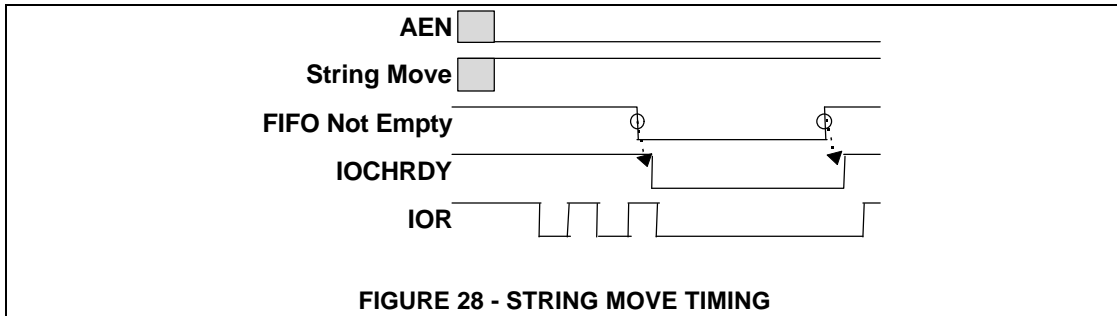 AEN
String Move
FIFO Not Empty
IOCHRDY
IOR
FIGURE 28 - STRING MOVE TIMING